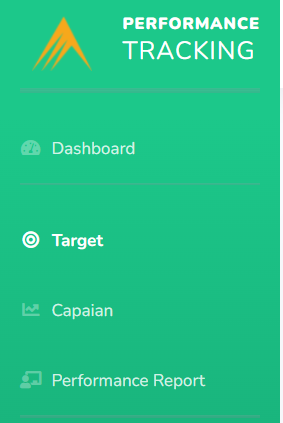 PERFORMANCE
TRACKING
Dashboard
Target
Capaian
Performance Report